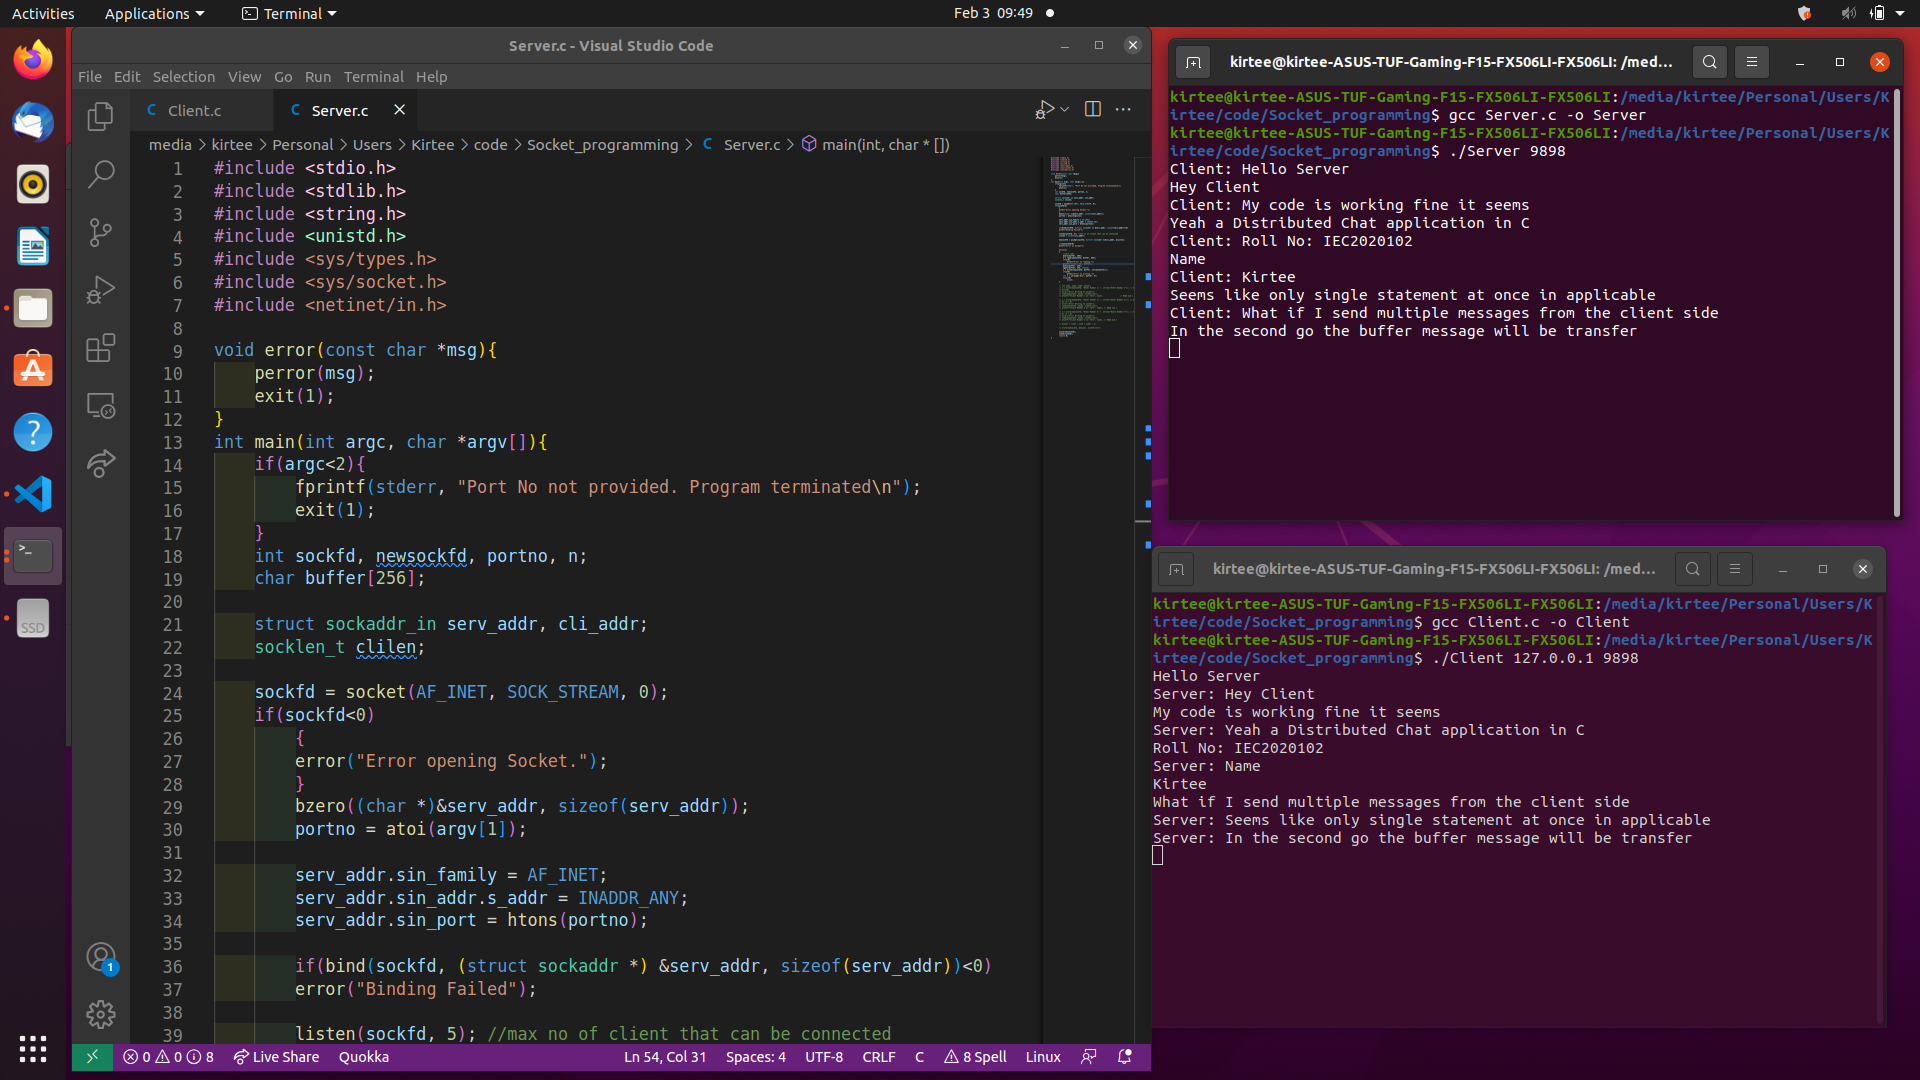 Activities Applications Terminal Feb 3 09:49
Server.c - Visual Studio Code
File Edit Selection View Go Run Terminal Help
Client.c Server.c
media > kirtee > Personal > Users > Kirtee > code > Socket_programming > C Server.c > main(int, char * [])
1 #include <stdio.h>
2 #include <stdlib.h>
3 #include <string.h>
4 #include <unistd.h>
5 #include <sys/types.h>
6 #include <sys/socket.h>
7 #include <netinet/in.h>
8
9 void error(const char *msg){
10 perror(msg);
11 exit(1);
12 }
13 int main(int argc, char *argv[]){
14 if(argc<2){
15 fprintf(stderr, "Port No not provided. Program terminated\n");
16 exit(1);
17 }
18 int sockfd, newsockfd, portno, n;
19 char buffer[256];
20
21 struct sockaddr_in serv_addr, cli_addr;
22 socklen_t clilen;
23
24 sockfd = socket(AF_INET, SOCK_STREAM, 0);
25 if(sockfd<0)
26 {
27 error("Error opening Socket.");
28 }
29 bzero((char *)&serv_addr, sizeof(serv_addr));
30 portno = atoi(argv[1]);
31
32 serv_addr.sin_family = AF_INET;
33 serv_addr.sin_addr.s_addr = INADDR_ANY;
34 serv_addr.sin_port = htons(portno);
35
36 if(bind(sockfd, (struct sockaddr *) &serv_addr, sizeof(serv_addr))<0)
37 error("Binding Failed");
38
39 listen(sockfd, 5); //max no of client that can be connected
0 0 8 Live Share Quokka Ln 54, Col 31 Spaces: 4 UTF-8 CRLF C 8 Spell Linux
1
SSD
kirtee@kirtee-ASUS-TUF-Gaming-F15-FX506LI-FX506LI: /med...
kirtee@kirtee-ASUS-TUF-Gaming-F15-FX506LI-FX506LI:/media/kirtee/Personal/Users/K
irtee/code/Socket_programming$ gcc Server.c -o Server
kirtee@kirtee-ASUS-TUF-Gaming-F15-FX506LI-FX506LI:/media/kirtee/Personal/Users/K
irtee/code/Socket_programming$ ./Server 9898
Client: Hello Server
Hey Client
Client: My code is working fine it seems
Yeah a Distributed Chat application in C
Client: Roll No: IEC2020102
Name
Client: Kirtee
Seems like only single statement at once in applicable
Client: What if I send multiple messages from the client side
In the second go the buffer message will be transfer
kirtee@kirtee-ASUS-TUF-Gaming-F15-FX506LI-FX506LI: /med...
kirtee@kirtee-ASUS-TUF-Gaming-F15-FX506LI-FX506LI:/media/kirtee/Personal/Users/K
irtee/code/Socket_programming$ gcc Client.c -o Client
kirtee@kirtee-ASUS-TUF-Gaming-F15-FX506LI-FX506LI:/media/kirtee/Personal/Users/K
irtee/code/Socket_programming$ ./Client 127.0.0.1 9898
Hello Server
Server: Hey Client
My code is working fine it seems
Server: Yeah a Distributed Chat application in C
Roll No: IEC2020102
Server: Name
Kirtee
What if I send multiple messages from the client side
Server: Seems like only single statement at once in applicable
Server: In the second go the buffer message will be transfer